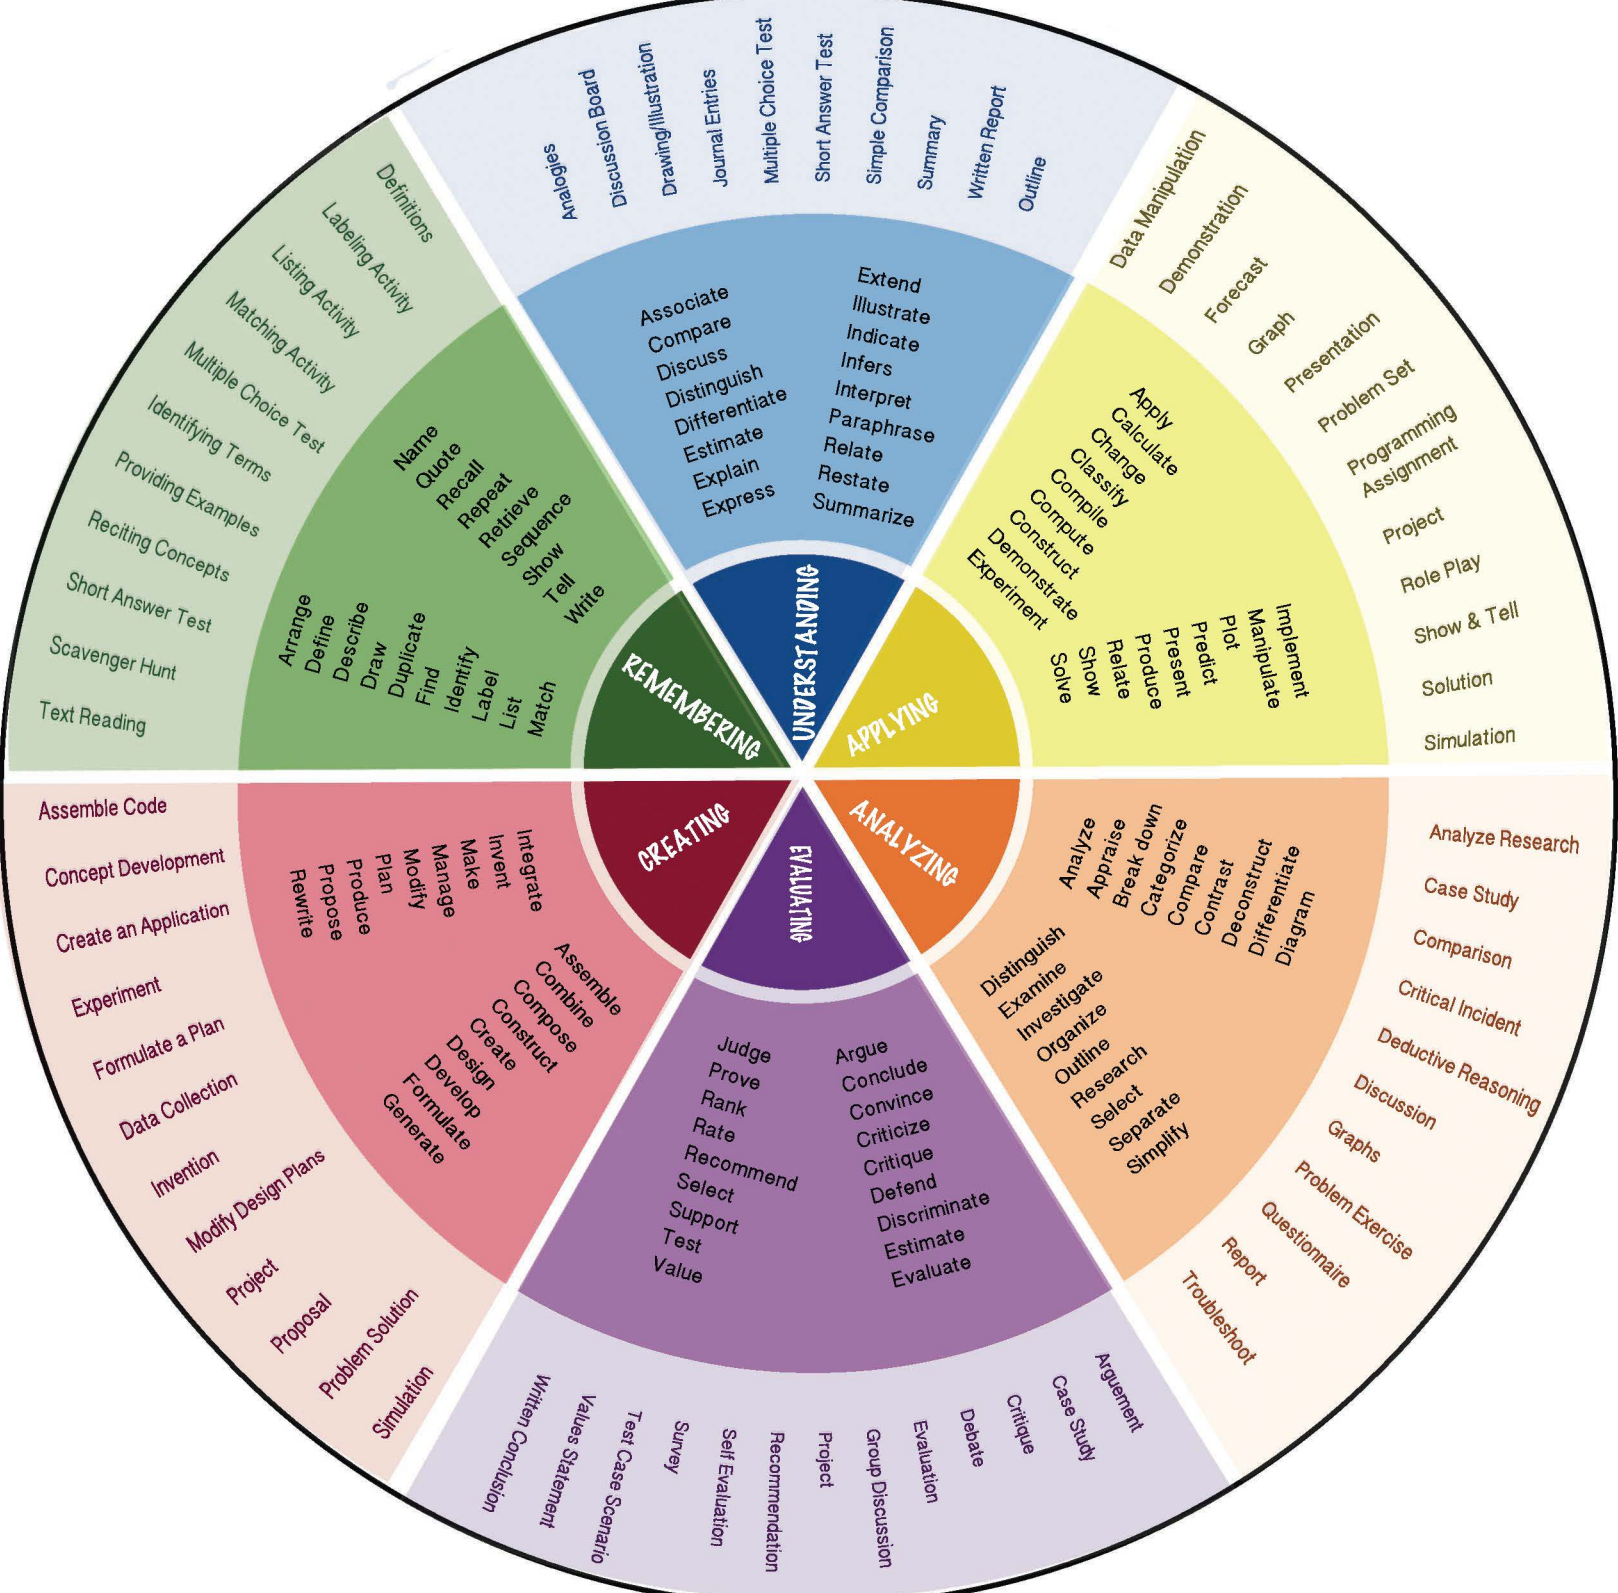 REMEMBERING
Name
Quote
Recall
Repeat
Retrieve
Sequence
Show
Tell
Write
Arrange
Define
Describe
Draw
Duplicate
Find
Identify
Label
List
Match
Definitions
Labeling Activity
Listing Activity
Matching Activity
Multiple Choice Test
Identifying Terms
Providing Examples
Reciting Concepts
Short Answer Test
Scavenger Hunt
Text Reading
UNDERSTANDING
Associate
Compare
Discuss
Distinguish
Differentiate
Estimate
Explain
Express
Extend
Illustrate
Indicate
Infers
Interpret
Paraphrase
Relate
Restate
Summarize
Analogies
Discussion Board
Drawing/Illustration
Journal Entries
Multiple Choice Test
Short Answer Test
Simple Comparison
Summary
Written Report
Outline
APPLYING
Apply
Calculate
Change
Classify
Compile
Compute
Construct
Demonstrate
Experiment
Implement
Manipulate
Plot
Predict
Present
Produce
Relate
Show
Solve
Data Manipulation
Demonstration
Forecast
Graph
Presentation
Problem Set
Programming
Assignment
Project
Role Play
Show & Tell
Solution
Simulation
ANALYZING
Analyze
Appraise
Break down
Categorize
Compare
Contrast
Deconstruct
Differentiate
Diagram
Distinguish
Examine
Investigate
Organize
Outline
Research
Select
Separate
Simplify
Analyze Research
Case Study
Comparison
Critical Incident
Deductive Reasoning
Discussion
Graphs
Problem Exercise
Questionnaire
Report
Troubleshoot
EVALUATING
Argue
Conclude
Convince
Criticize
Critique
Defend
Discriminate
Estimate
Evaluate
Judge
Prove
Rank
Rate
Recommend
Select
Support
Test
Value
Arguement
Case Study
Critique
Debate
Evaluation
Group Discussion
Project
Recommendation
Self Evaluation
Survey
Test Case Scenario
Values Statement
Written Conclusion
CREATING
Assemble
Combine
Compose
Construct
Create
Design
Develop
Formulate
Generate
Integrate
Invent
Make
Manage
Modify
Plan
Produce
Propose
Rewrite
Assemble Code
Concept Development
Create an Application
Experiment
Formulate a Plan
Data Collection
Invention
Modify Design Plans
Project
Proposal
Problem Solution
Simulation